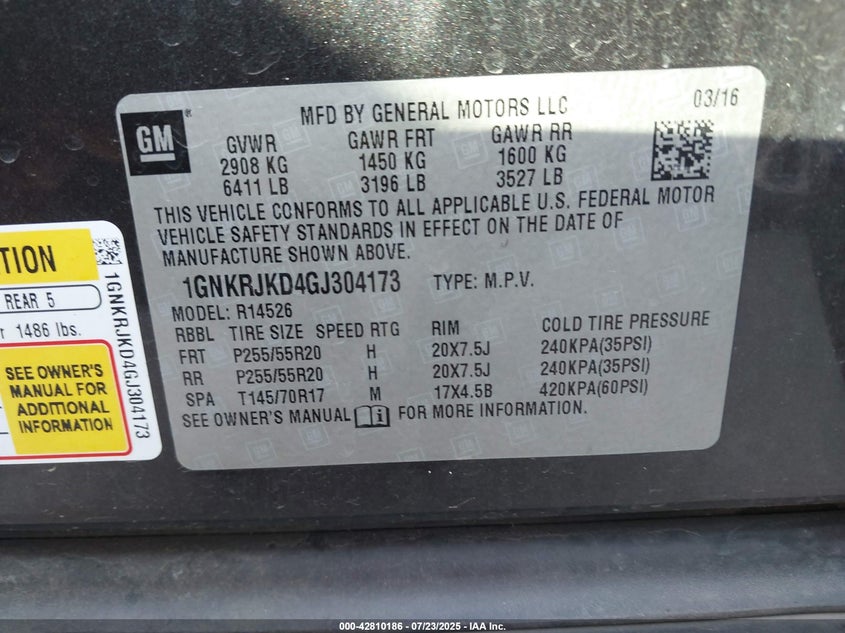 MFD BY GENERAL MOTORS LLC 03/16
GM ®
GVWR GAWR FRT GAWR RR
2908 KG 1450 KG 1600 KG
6411 LB 3196 LB 3527 LB
THIS VEHICLE CONFORMS TO ALL APPLICABLE U.S. FEDERAL MOTOR
VEHICLE SAFETY STANDARDS IN EFFECT ON THE DATE OF
MANUFACTURE SHOWN ABOVE.
1GNKRJKD4GJ304173 TYPE: M.P.V.
MODEL: R14526
RBBL TIRE SIZE SPEED RTG RIM COLD TIRE PRESSURE
FRT P255/55R20 H 20X7.5J 240KPA(35PSI)
RR P255/55R20 H 20X7.5J 240KPA(35PSI)
SPA T145/70R17 M 17X4.5B 420KPA(60PSI)
SEE OWNER'S MANUAL FOR MORE INFORMATION.
TION
REAR 5
r 1486 lbs.
SEE OWNER'S
MANUAL FOR
ADDITIONAL
INFORMATION
1GNKRJKD4GJ304173
000-42810186 - 07/23/2025 - IAA Inc.